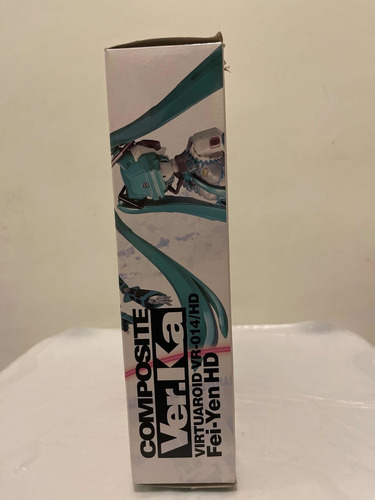 COMPOSITE
Ver.Ka
VIRTUAROID VR-014/HD
Fei-Yen HD